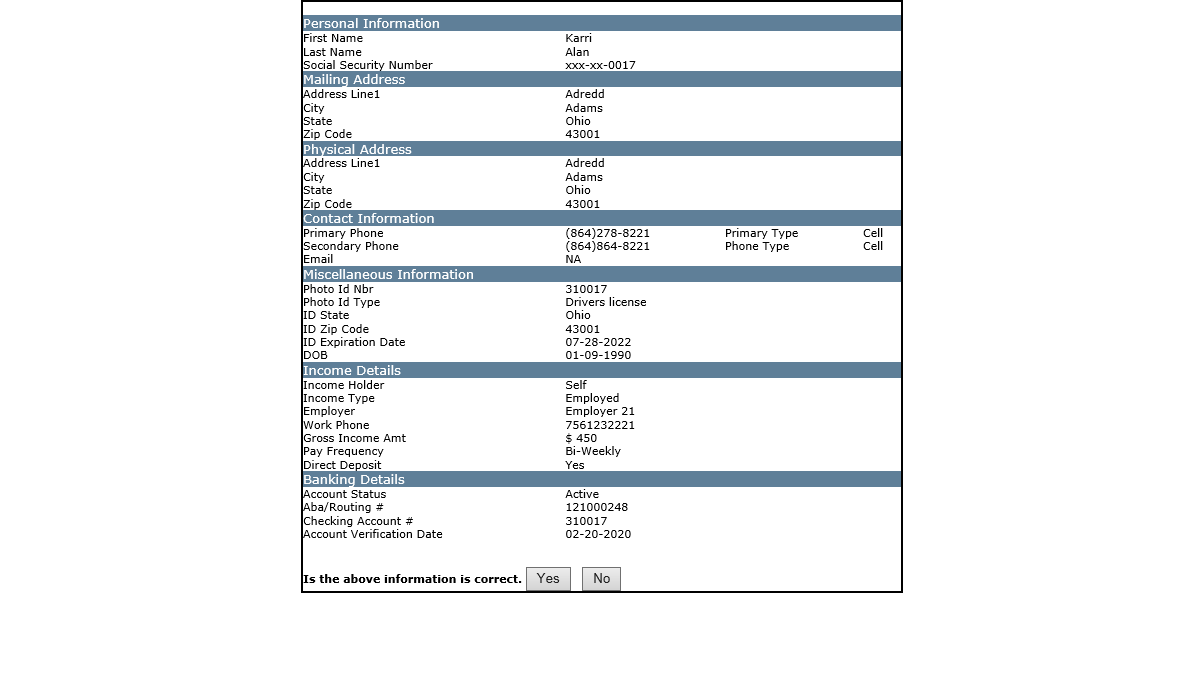 Personal Information
First Name Karri
Last Name Alan
Social Security Number xxx-xx-0017
Mailing Address
Address Line1 Adredd
City Adams
State Ohio
Zip Code 43001
Physical Address
Address Line1 Adredd
City Adams
State Ohio
Zip Code 43001
Contact Information
Primary Phone (864)278-8221 Primary Type Cell
Secondary Phone (864)864-8221 Phone Type Cell
Email NA
Miscellaneous Information
Photo Id Nbr 310017
Photo Id Type Drivers license
ID State Ohio
ID Zip Code 43001
ID Expiration Date 07-28-2022
DOB 01-09-1990
Income Details
Income Holder Self
Income Type Employed
Employer Employer 21
Work Phone 7561232221
Gross Income Amt $ 450
Pay Frequency Bi-Weekly
Direct Deposit Yes
Banking Details
Account Status Active
Aba/Routing # 121000248
Checking Account # 310017
Account Verification Date 02-20-2020
Is the above information is correct. Yes No